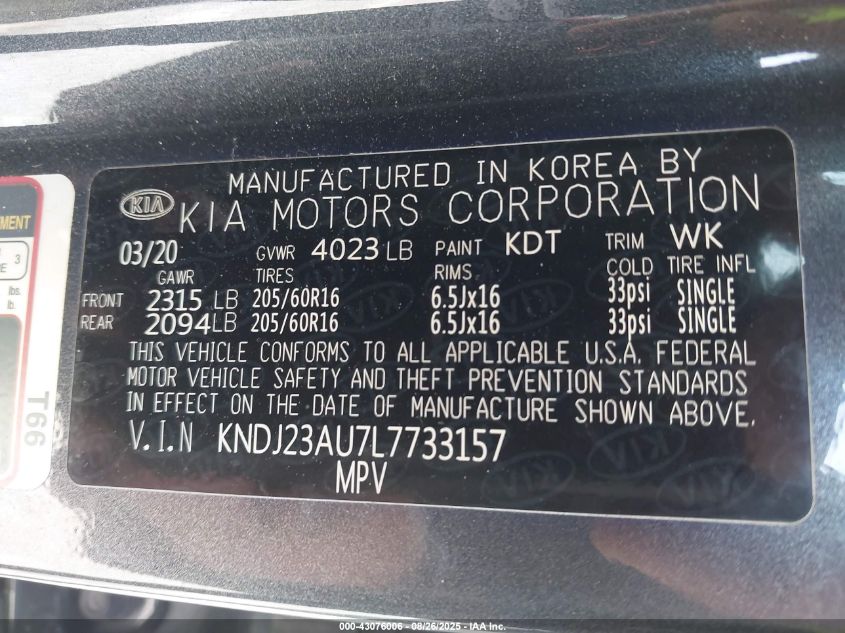 MANUFACTURED IN KOREA BY
KIA KIA MOTORS CORPORATION
03/20 GVWR 4023 LB PAINT KDT TRIM WK
GAWR TIRES RIMS COLD TIRE INFL
FRONT 2315 LB 205/60R16 6.5Jx16 33psi SINGLE
REAR 2094LB 205/60R16 6.5Jx16 33psi SINGLE
THIS VEHICLE CONFORMS TO ALL APPLICABLE U.S.A. FEDERAL
MOTOR VEHICLE SAFETY AND THEFT PREVENTION STANDARDS
IN EFFECT ON THE DATE OF MANUFACTURE SHOWN ABOVE.
V.I.N KNDJ23AU7L7733157
MPV
3
lbs.
lb.
T66
000-43076006 - 08/26/2025 - IAA Inc.